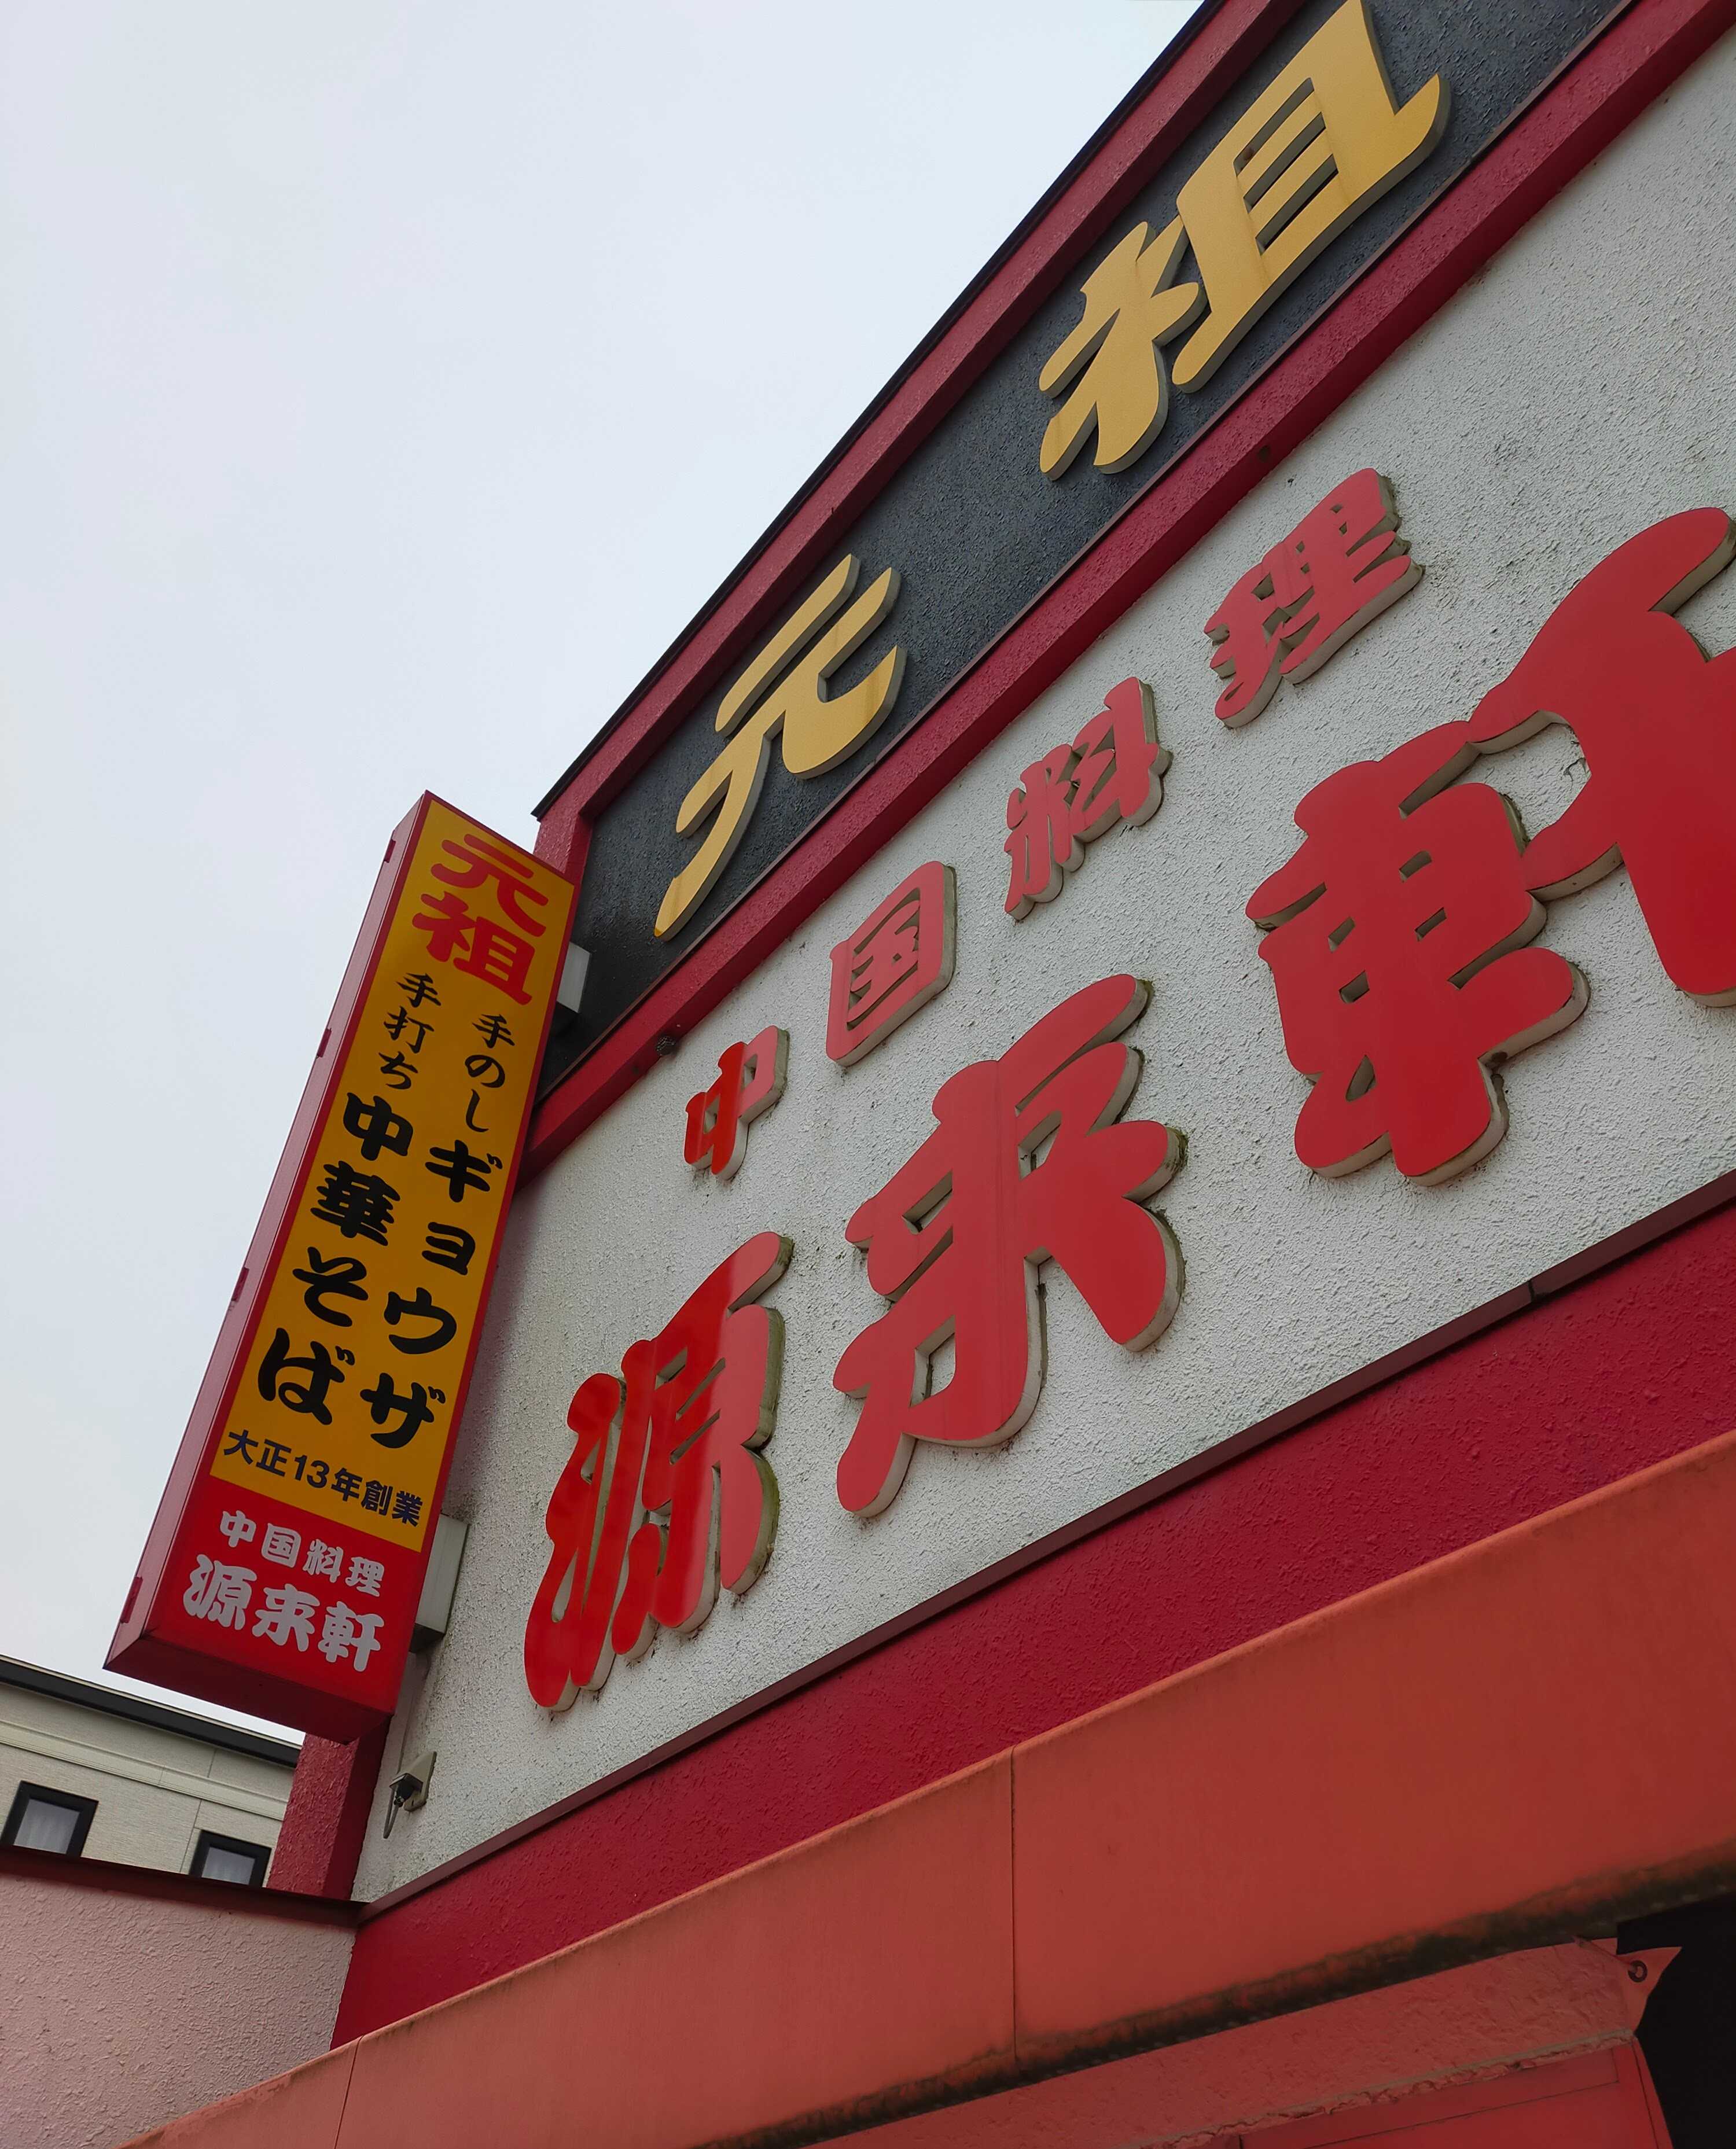 元祖
中国料理
源来軒
元祖
手のしギョウザ
手打ち中華そば
大正13年創業
中国料理
源来軒